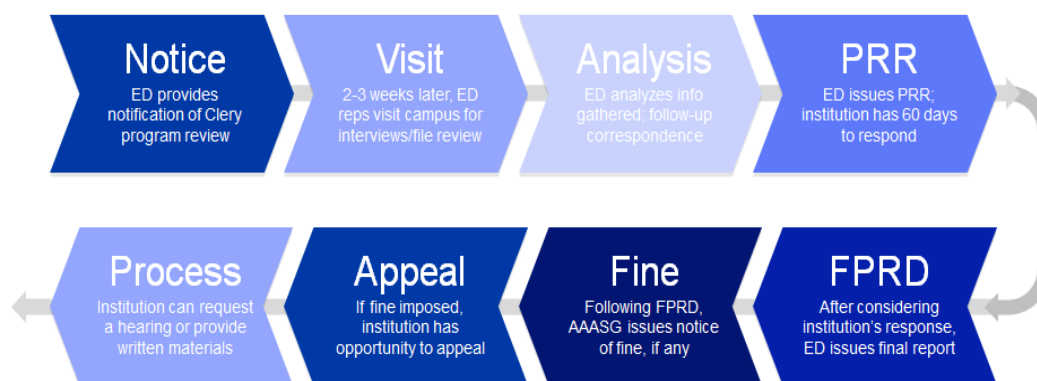 Notice
ED provides
notification of Clery
program review
Visit
2-3 weeks later, ED
reps visit campus for
interviews/file review
Analysis
ED analyzes info
gathered; follow-up
correspondence
PRR
ED issues PRR;
institution has 60 days
to respond
FPRD
After considering
institution's response,
ED issues final report
Fine
Following FPRD,
AAASG issues notice
of fine, if any
Appeal
If fine imposed,
institution has
opportunity to appeal
Process
Institution can request
a hearing or provide
written materials